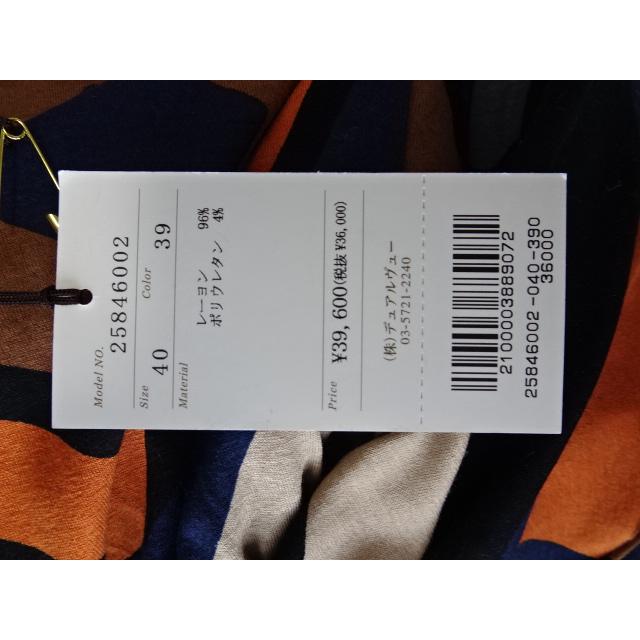 Model NO.
25846002
Size 40 Color 39
Material
レーヨン 96%
ポリウレタン 4%
Price ¥39,600(税抜 ¥36,000)
(株)デュアルヴュー
03-5721-2240
2100003889072
25846002-040-390
36000